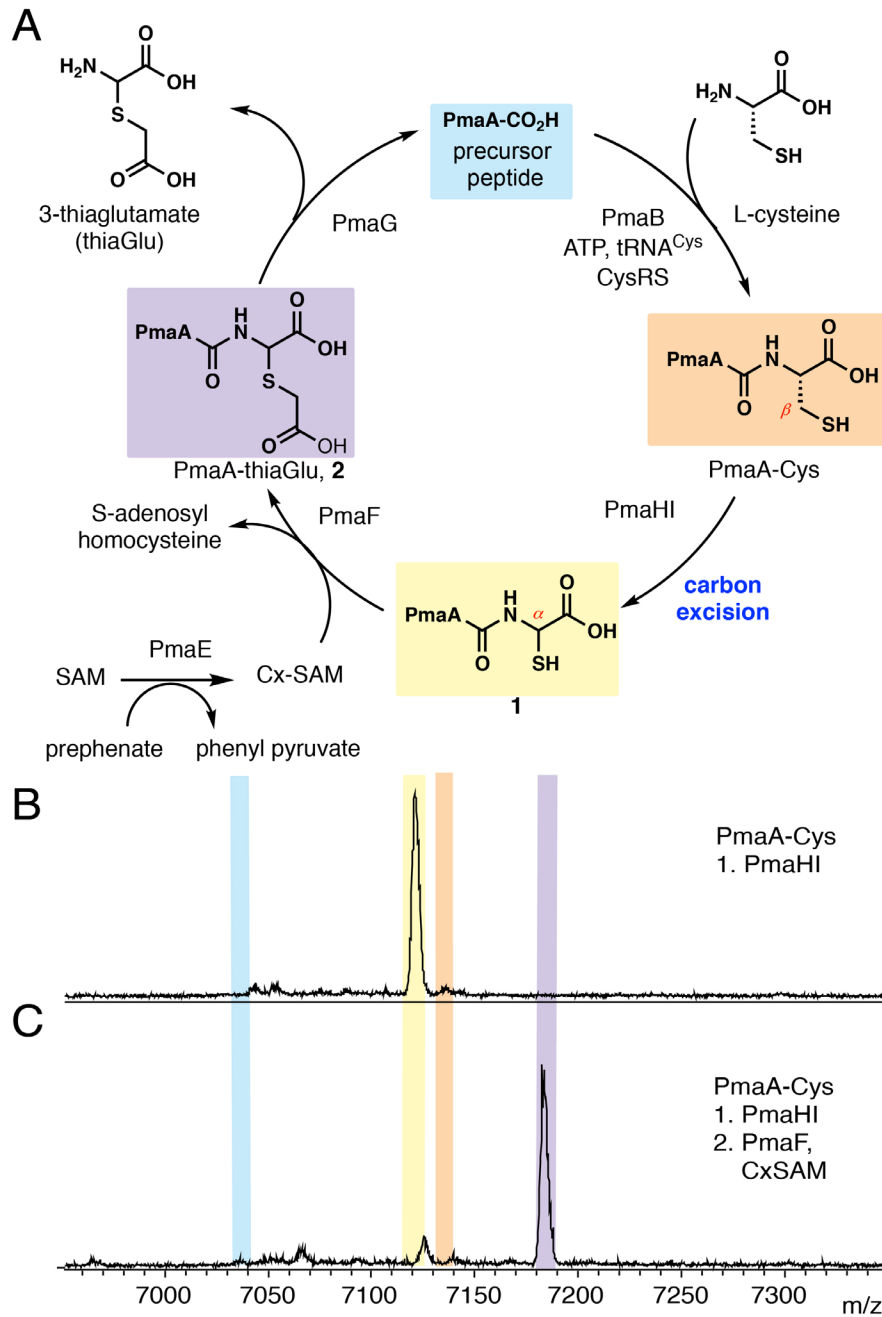 A
H₂N
O
OH
S
O
OH
3-thiaglutamate
(thiaGlu)
PmaG
PmaA-CO₂H
precursor
peptide
H₂N
O
OH
SH
L-cysteine
PmaB
ATP, tRNA^Cys
CysRS
PmaA
H
N
O
OH
O
S
O
OH
PmaA-thiaGlu, 2
PmaA
H
N
O
OH
O
β
SH
PmaA-Cys
PmaHI
carbon
excision
S-adenosyl
homocysteine
PmaF
PmaA
H
N
α
O
OH
O
SH
1
SAM
PmaE
Cx-SAM
prephenate
phenyl pyruvate
B
PmaA-Cys
1. PmaHI
C
PmaA-Cys
1. PmaHI
2. PmaF,
CxSAM
7000
7050
7100
7150
7200
7250
7300
m/z